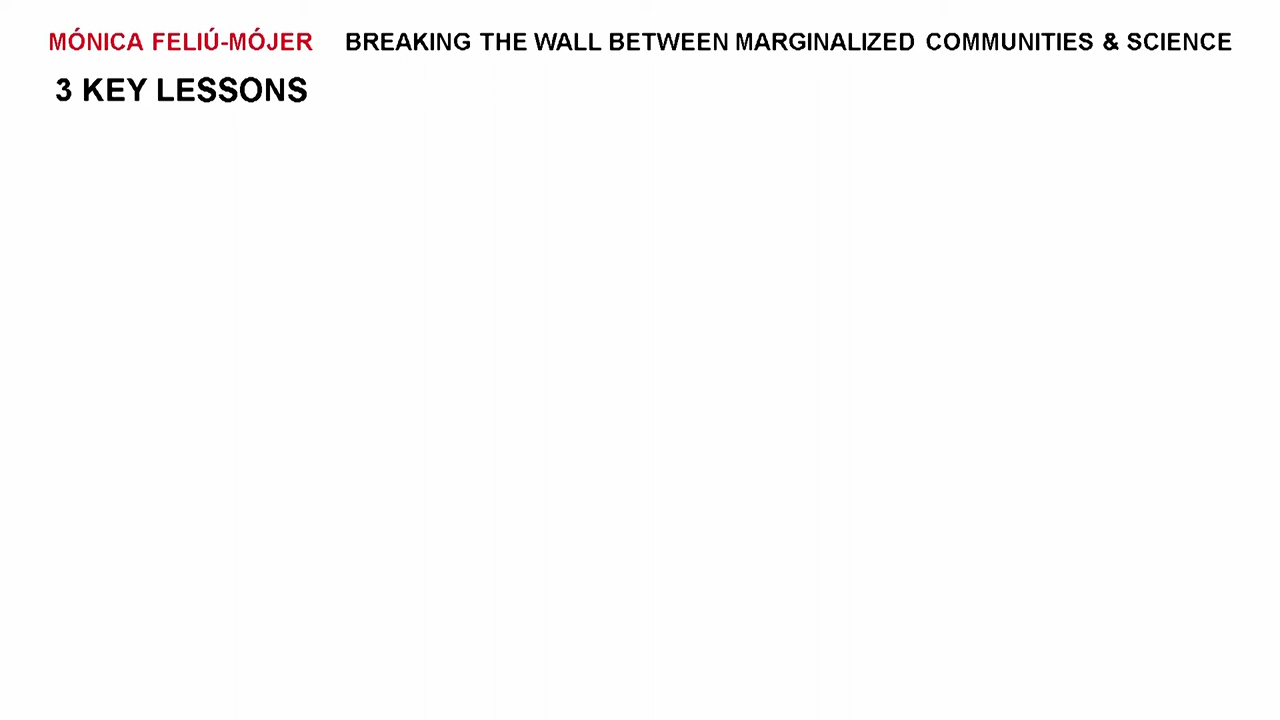 MÓNICA FELIÚ-MÓJER BREAKING THE WALL BETWEEN MARGINALIZED COMMUNITIES & SCIENCE
3 KEY LESSONS